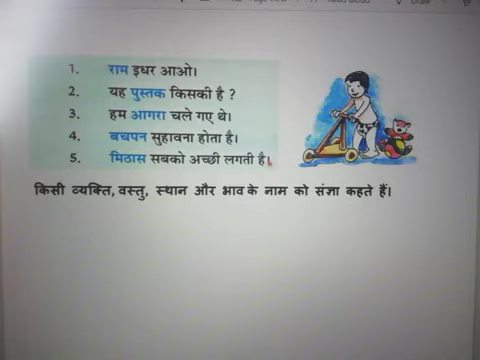 1. राम इधर आओ।
2. यह पुस्तक किसकी है ?
3. हम आगरा चले गए थे।
4. बचपन सुहावना होता है।
5. मिठास सबको अच्छी लगती है।
किसी व्यक्ति, वस्तु, स्थान और भाव के नाम को संज्ञा कहते हैं।